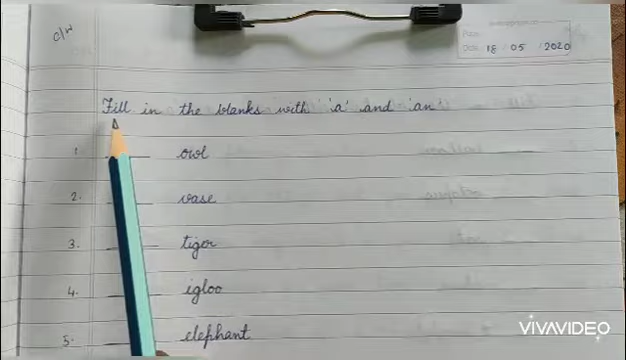 c/w
DATE: 18 / 05 / 2020
Fill in the blanks with 'a' and 'an'
1. owl
2. vase
3. tiger
4. igloo
5. elephant
VIVAVIDEO